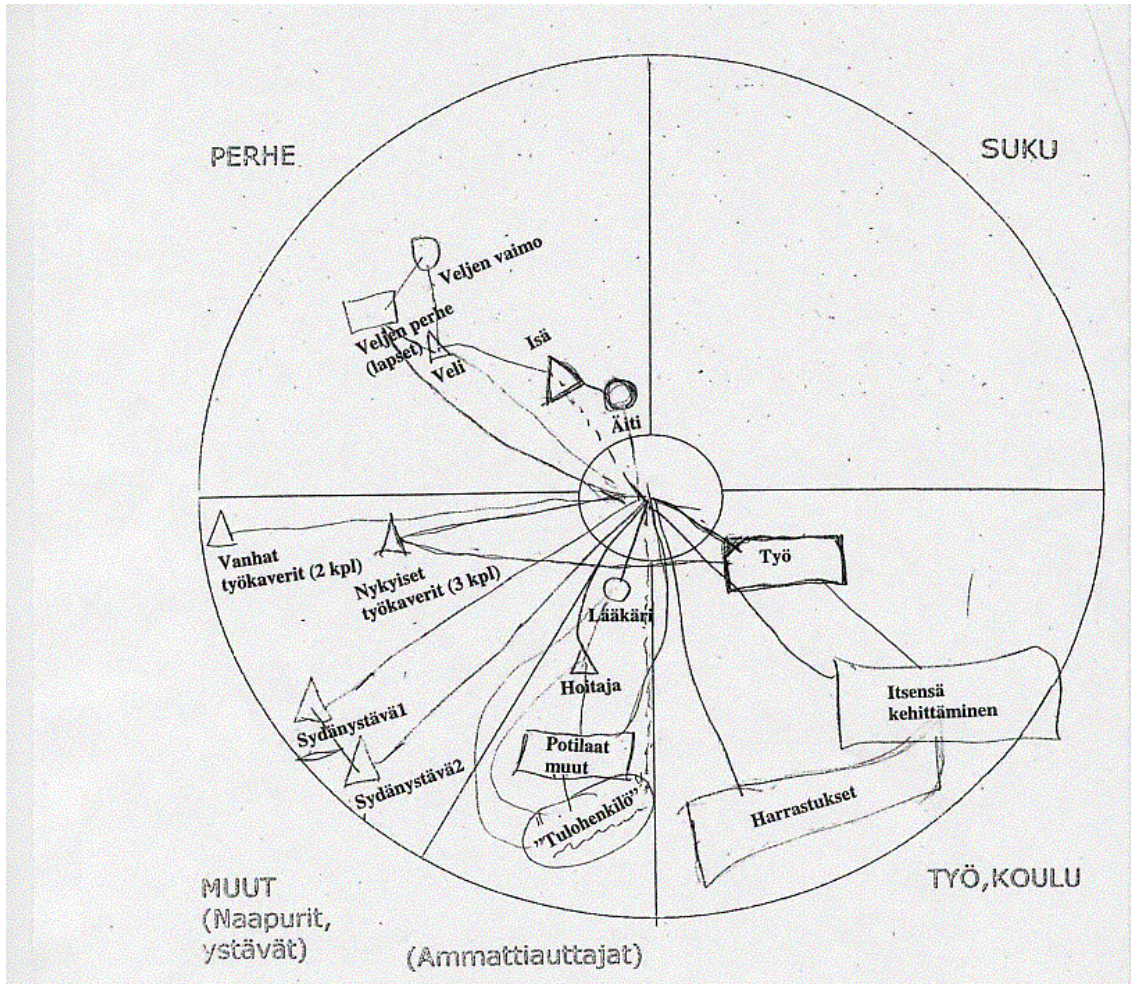 PERHE
SUKU
Veljen vaimo
Veljen perhe
(lapset)
Veli
Isä
Äiti
Vanhat
työkaverit (2 kpl)
Nykyiset
työkaverit (3 kpl)
Työ
Lääkäri
Hoitaja
Itsensä
kehittäminen
Sydänystävä1
Sydänystävä2
Potilaat
muut
"Tulohenkilö"
Harrastukset
MUUT
(Naapurit,
ystävät)
(Ammattiauttajat)
TYÖ,KOULU